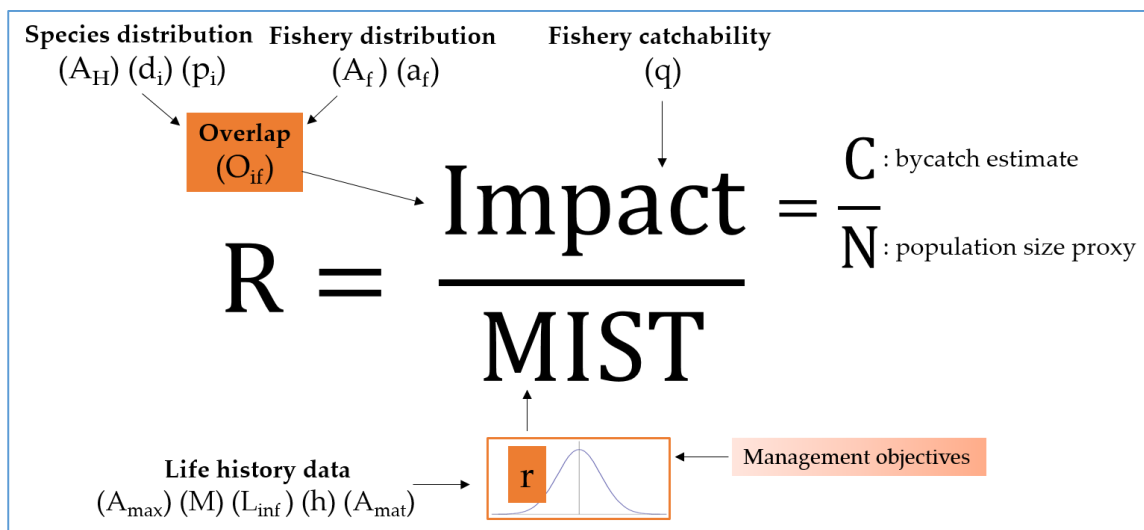 Species distribution
(A_H) (d_i) (p_i)
Fishery distribution
(A_f) (a_f)
Fishery catchability
(q)
Overlap
(O_if)
R = Impact / MIST = C / N
: bycatch estimate
: population size proxy
r
Life history data
(A_max) (M) (L_inf) (h) (A_mat)
Management objectives